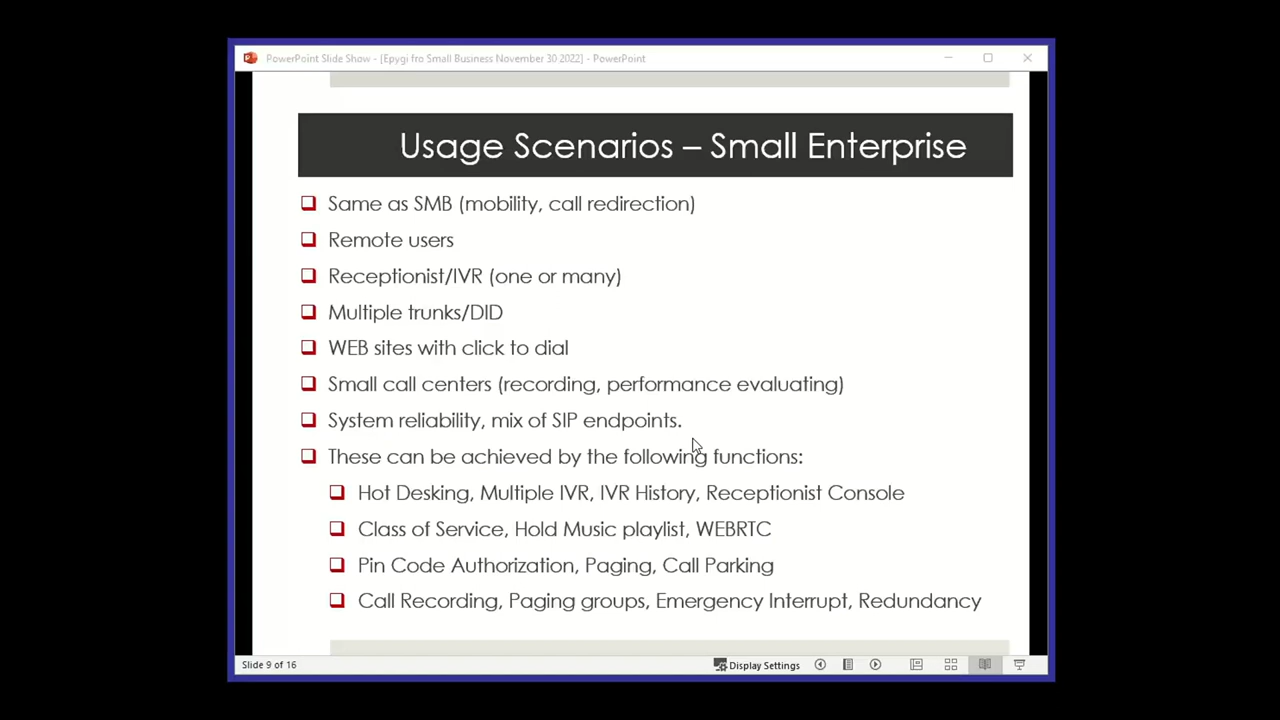 PowerPoint Slide Show - [Epygi fro Small Business November 30 2022] - PowerPoint
Usage Scenarios – Small Enterprise
Same as SMB (mobility, call redirection)
Remote users
Receptionist/IVR (one or many)
Multiple trunks/DID
WEB sites with click to dial
Small call centers (recording, performance evaluating)
System reliability, mix of SIP endpoints.
These can be achieved by the following functions:
Hot Desking, Multiple IVR, IVR History, Receptionist Console
Class of Service, Hold Music playlist, WEBRTC
Pin Code Authorization, Paging, Call Parking
Call Recording, Paging groups, Emergency Interrupt, Redundancy
Slide 9 of 16 Display Settings